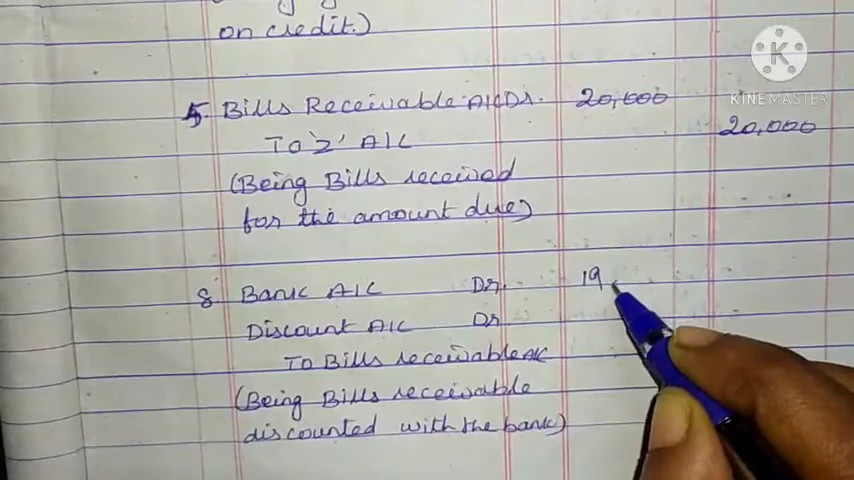 on credit.)
KINEMASTER
5. Bills Receivable A/C Dr. 20,000
To 'Z' A/C 20,000
(Being Bills received
for the amount due)
8 Bank A/C Dr. 19
Discount A/C Dr
To Bills receivable A/C
(Being Bills receivable
discounted with the bank)